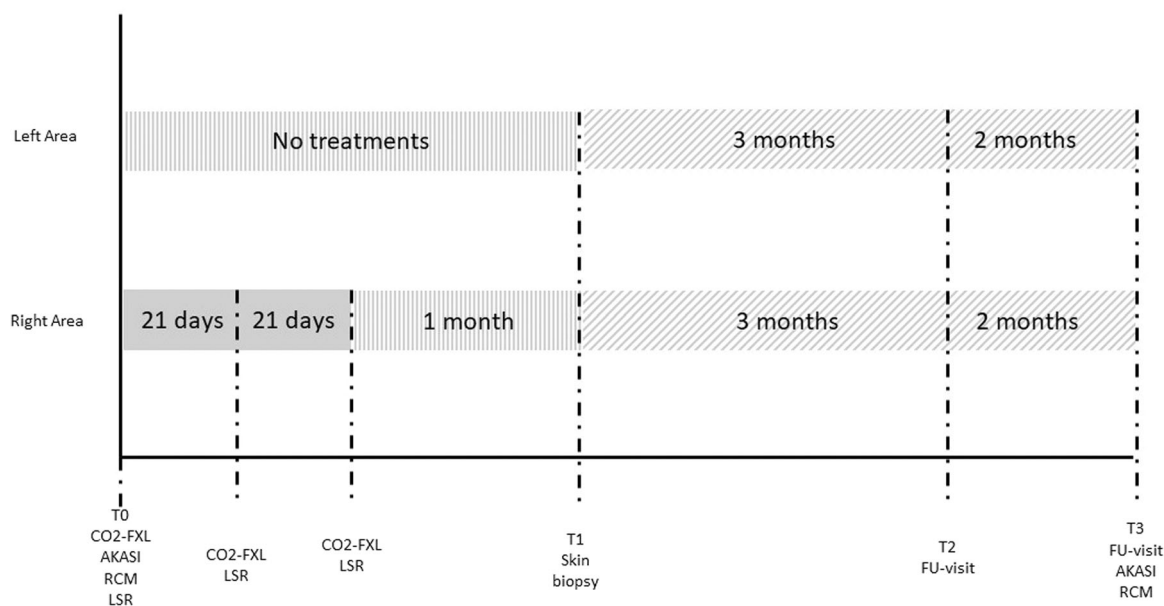 Left Area
No treatments
3 months
2 months
Right Area
21 days
21 days
1 month
3 months
2 months
T0
CO2-FXL
AKASI
RCM
LSR
CO2-FXL
LSR
CO2-FXL
LSR
T1
Skin
biopsy
T2
FU-visit
T3
FU-visit
AKASI
RCM